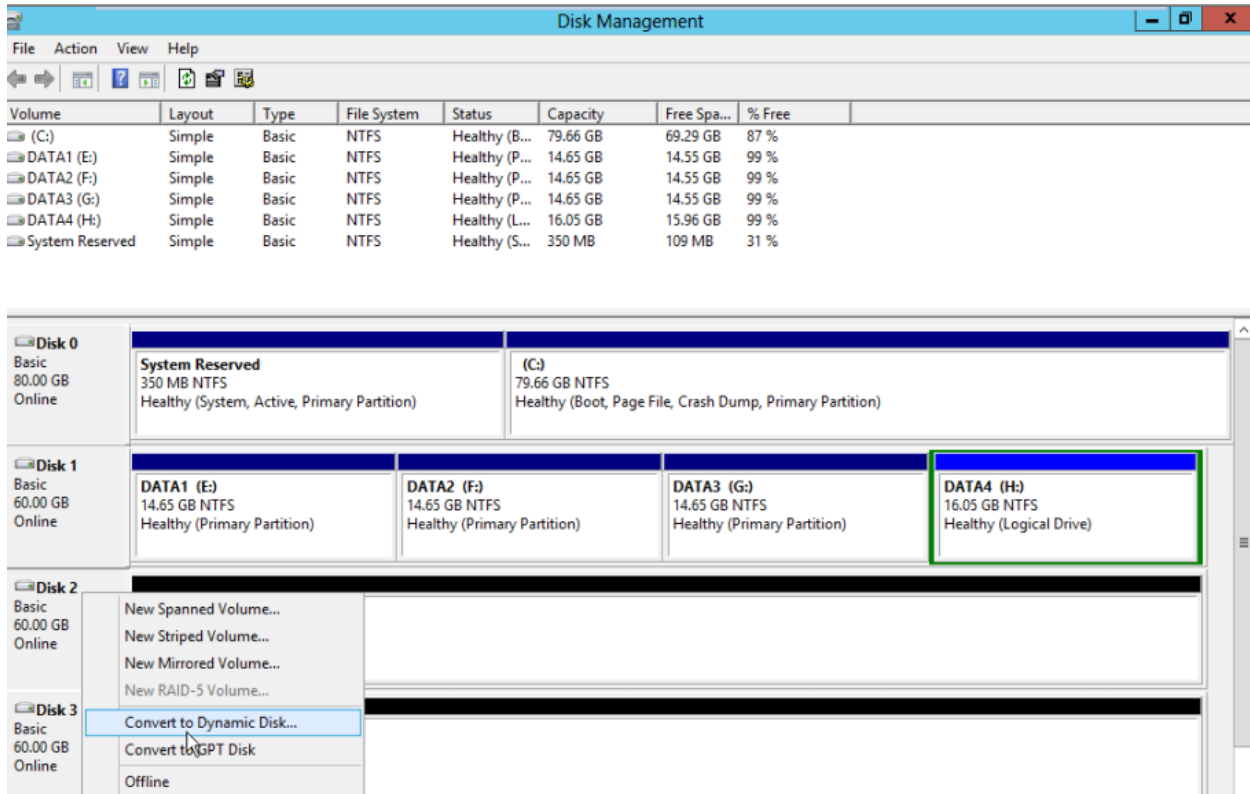 Disk Management
File Action View Help
Volume Layout Type File System Status Capacity Free Spa... % Free
(C:) Simple Basic NTFS Healthy (B... 79.66 GB 69.29 GB 87 %
DATA1 (E:) Simple Basic NTFS Healthy (P... 14.65 GB 14.55 GB 99 %
DATA2 (F:) Simple Basic NTFS Healthy (P... 14.65 GB 14.55 GB 99 %
DATA3 (G:) Simple Basic NTFS Healthy (P... 14.65 GB 14.55 GB 99 %
DATA4 (H:) Simple Basic NTFS Healthy (L... 16.05 GB 15.96 GB 99 %
System Reserved Simple Basic NTFS Healthy (S... 350 MB 109 MB 31 %
Disk 0
Basic
80.00 GB
Online
System Reserved
350 MB NTFS
Healthy (System, Active, Primary Partition)
(C:)
79.66 GB NTFS
Healthy (Boot, Page File, Crash Dump, Primary Partition)
Disk 1
Basic
60.00 GB
Online
DATA1 (E:)
14.65 GB NTFS
Healthy (Primary Partition)
DATA2 (F:)
14.65 GB NTFS
Healthy (Primary Partition)
DATA3 (G:)
14.65 GB NTFS
Healthy (Primary Partition)
DATA4 (H:)
16.05 GB NTFS
Healthy (Logical Drive)
Disk 2
Basic
60.00 GB
Online
Disk 3
Basic
60.00 GB
Online
New Spanned Volume...
New Striped Volume...
New Mirrored Volume...
New RAID-5 Volume...
Convert to Dynamic Disk...
Convert to GPT Disk
Offline